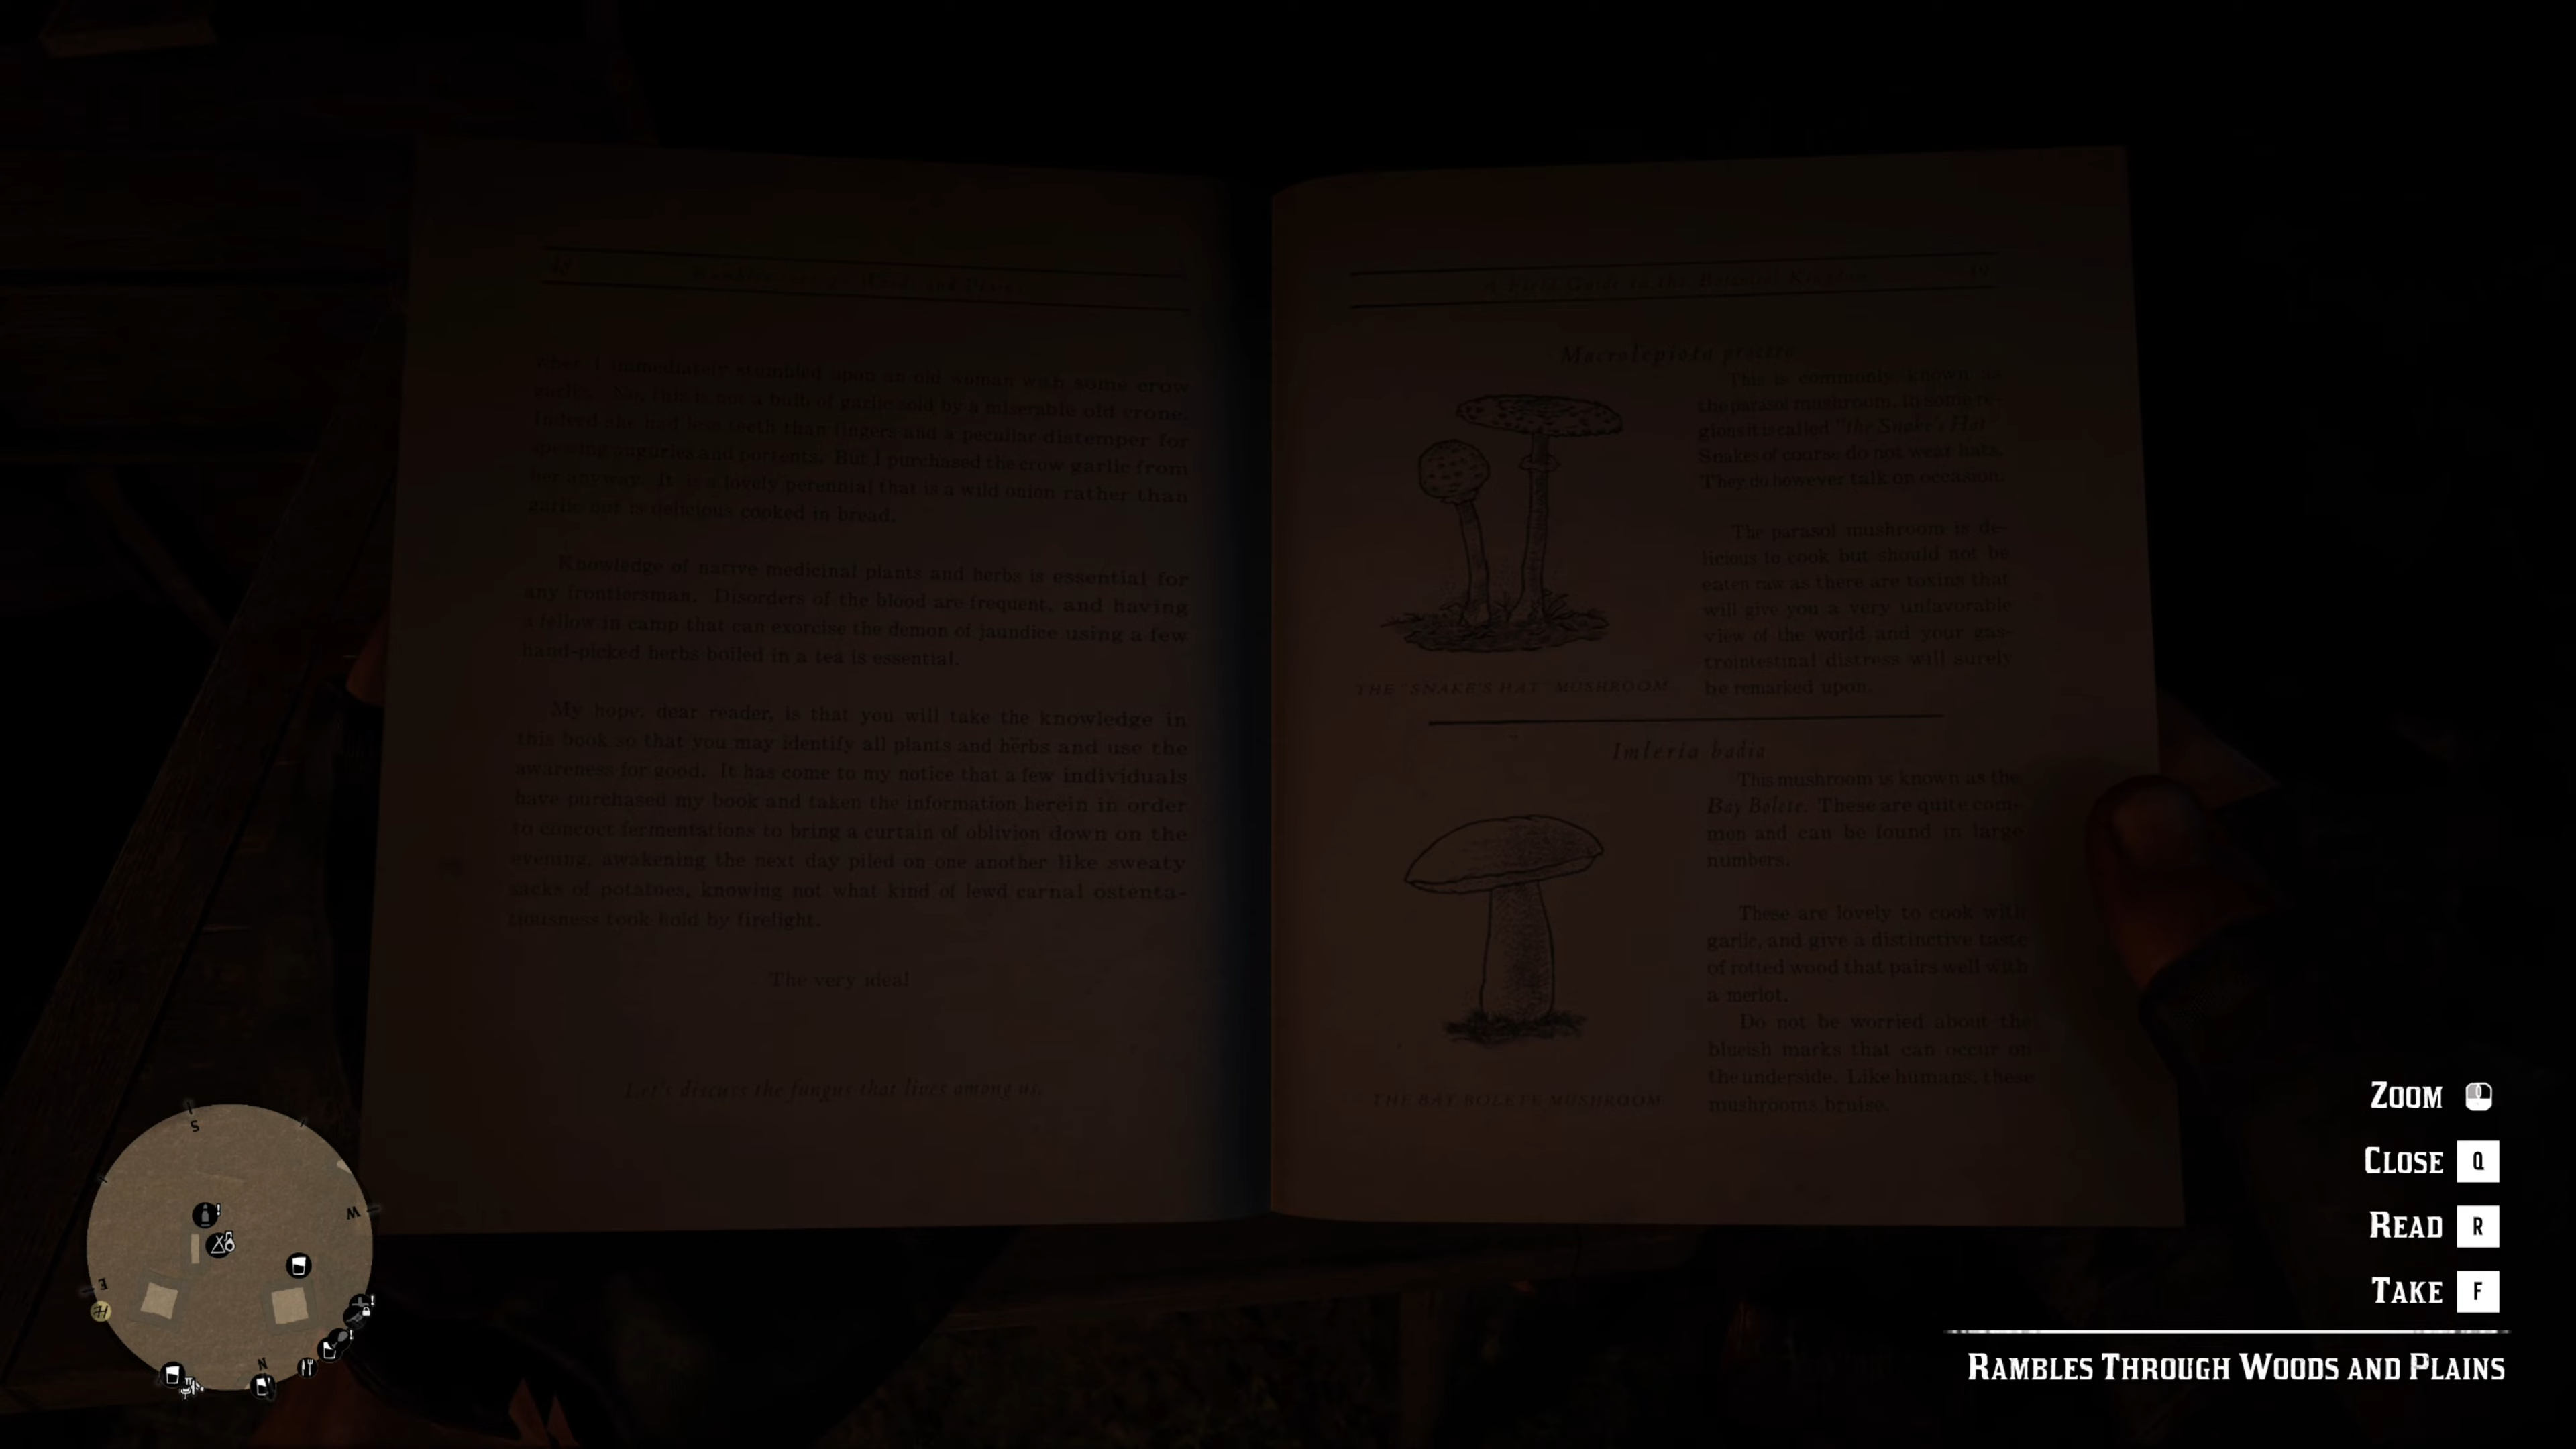 Rambles Through Woods and Plains
When I immediately stumbled upon an old woman with some crow
garlic. No, this is not a bulb of garlic sold by a miserable old crone.
Indeed she had less teeth than fingers and a peculiar distemper for
spewing auguries and portents. But I purchased the crow garlic from
her anyway. It is a lovely perennial that is a wild onion rather than
garlic but is delicious cooked in bread.
Knowledge of native medicinal plants and herbs is essential for
any frontiersman. Disorders of the blood are frequent, and having
a fellow in camp that can exorcise the demon of jaundice using a few
hand-picked herbs boiled in a tea is essential.
My hope, dear reader, is that you will take the knowledge in
this book so that you may identify all plants and herbs and use the
awareness for good. It has come to my notice that a few individuals
have purchased my book and taken the information herein in order
to concoct fermentations to bring a curtain of oblivion down on the
evening, awakening the next day piled on one another like sweaty
sacks of potatoes, knowing not what kind of lewd carnal ostenta-
tiousness took hold by firelight.
The very idea!
Let's discuss the fungus that lives among us.
A Field Guide to the Botanical Kingdom 19
Macrolepiota procera
This is commonly known as
the parasol mushroom, in some re-
gions it is called "the Snake's Hat
Snakes of course do not wear hats.
They do however talk on occasion.
The parasol mushroom is de-
licious to cook but should not be
eaten raw as there are toxins that
will give you a very unfavorable
view of the world and your gas-
trointestinal distress will surely
be remarked upon.
THE "SNAKE'S HAT" MUSHROOM
Imleria badia
This mushroom is known as the
Bay Bolete. These are quite com-
mon and can be found in large
numbers.
These are lovely to cook with
garlic, and give a distinctive taste
of rotted wood that pairs well with
a merlot.
Do not be worried about the
blueish marks that can occur on
the underside. Like humans, these
mushrooms bruise.
THE BAY BOLETE MUSHROOM
S
W
E
N
H
ZOOM
CLOSE Q
READ R
TAKE F
RAMBLES THROUGH WOODS AND PLAINS